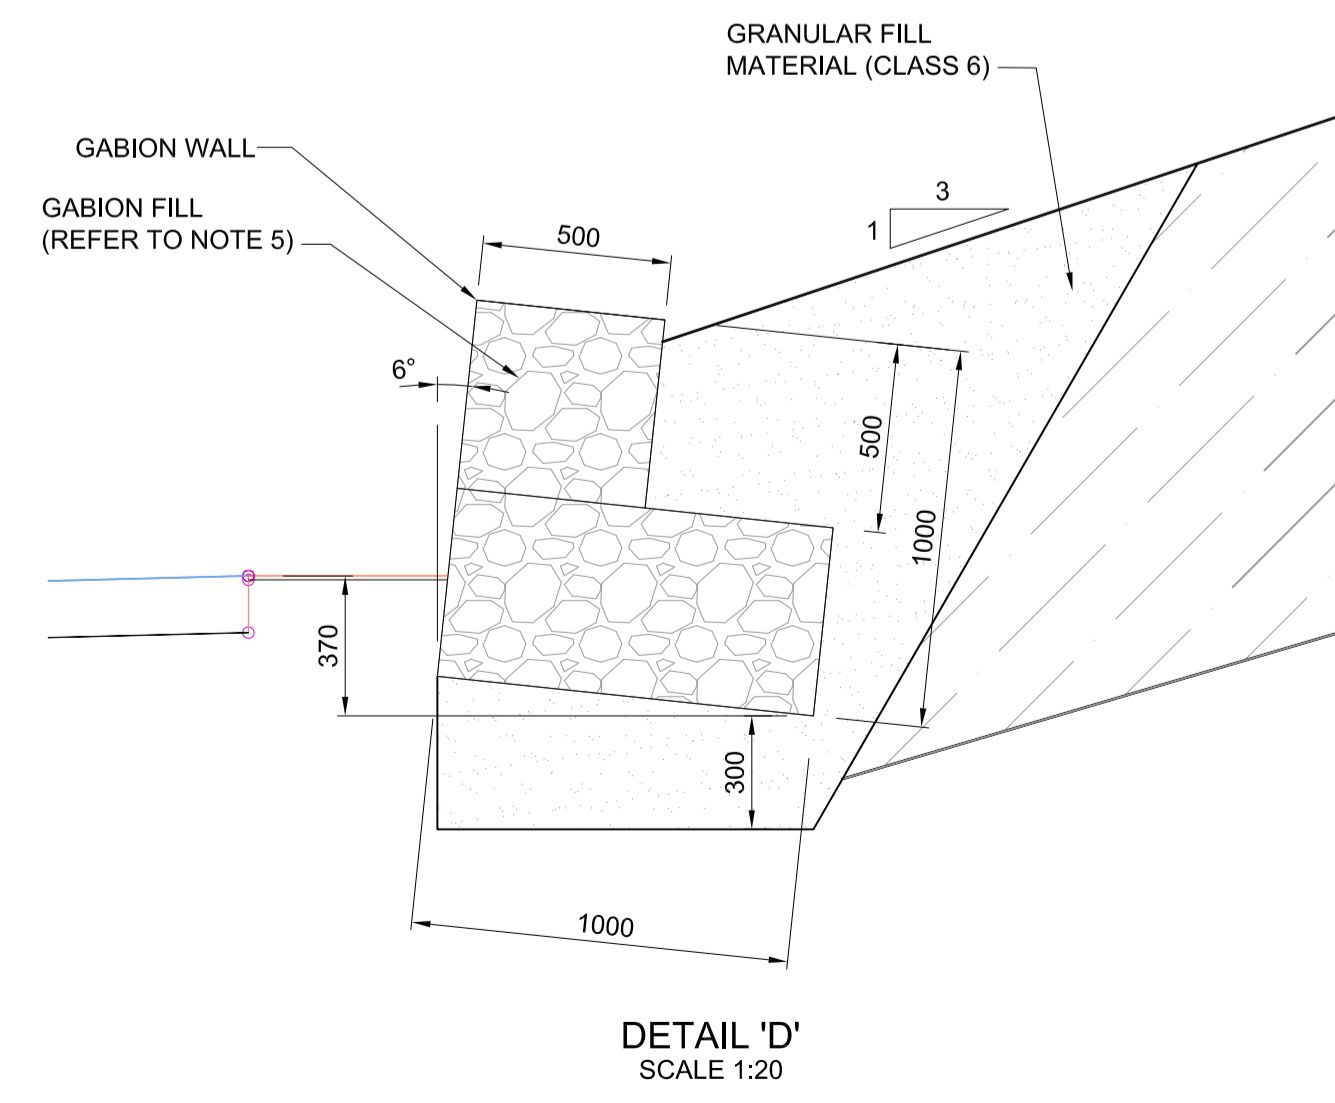 GRANULAR FILL
MATERIAL (CLASS 6)
GABION WALL
GABION FILL
(REFER TO NOTE 5)
500
3
1
6°
500
1000
370
300
1000
DETAIL 'D'
SCALE 1:20